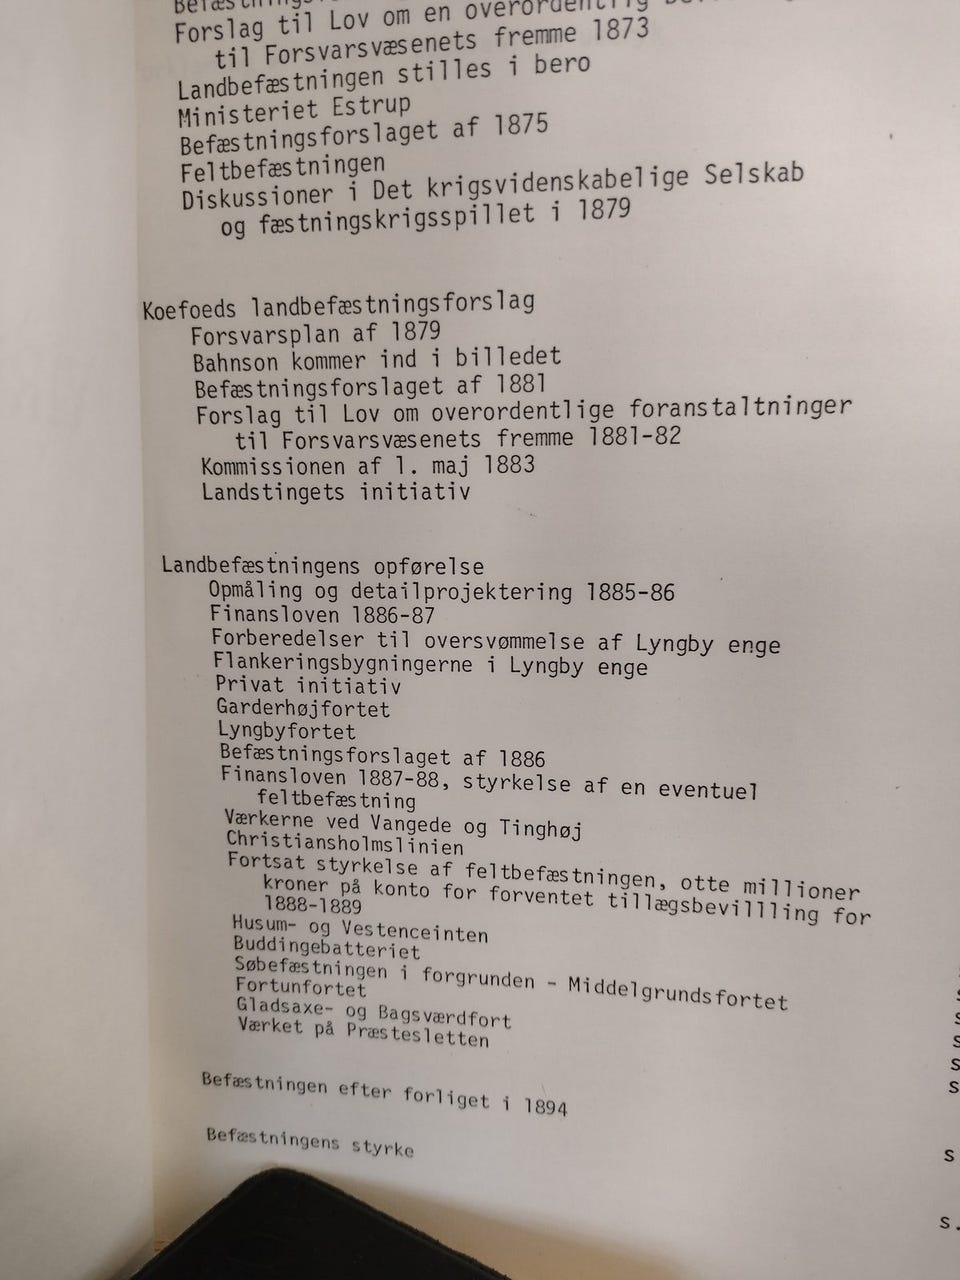 Forslag til Lov om en overordentlig
til Forsvarsvæsenets fremme 1873
Landbefæstningen stilles i bero
Ministeriet Estrup
Befæstningsforslaget af 1875
Feltbefæstningen
Diskussioner i Det krigsvidenskabelige Selskab
og fæstningskrigsspillet i 1879
Koefoeds landbefæstningsforslag
Forsvarsplan af 1879
Bahnson kommer ind i billedet
Befæstningsforslaget af 1881
Forslag til Lov om overordentlige foranstaltninger
til Forsvarsvæsenets fremme 1881-82
Kommissionen af 1. maj 1883
Landstingets initiativ
Landbefæstningens opførelse
Opmåling og detailprojektering 1885-86
Finansloven 1886-87
Forberedelser til oversvømmelse af Lyngby enge
Flankeringsbygningerne i Lyngby enge
Privat initiativ
Garderhøjfortet
Lyngbyfortet
Befæstningsforslaget af 1886
Finansloven 1887-88, styrkelse af en eventuel
feltbefæstning
Værkerne ved Vangede og Tinghøj
Christiansholmslinien
Fortsat styrkelse af feltbefæstningen, otte millioner
kroner på konto for forventet tillægsbevillling for
1888-1889
Husum- og Vestenceinten
Buddingebatteriet
Søbefæstningen i forgrunden - Middelgrundsfortet
Fortunfortet
Gladsaxe- og Bagsværdfort
Værket på Præstesletten
s
s
s
s
Befæstningen efter forliget i 1894
s
Befæstningens styrke
s.